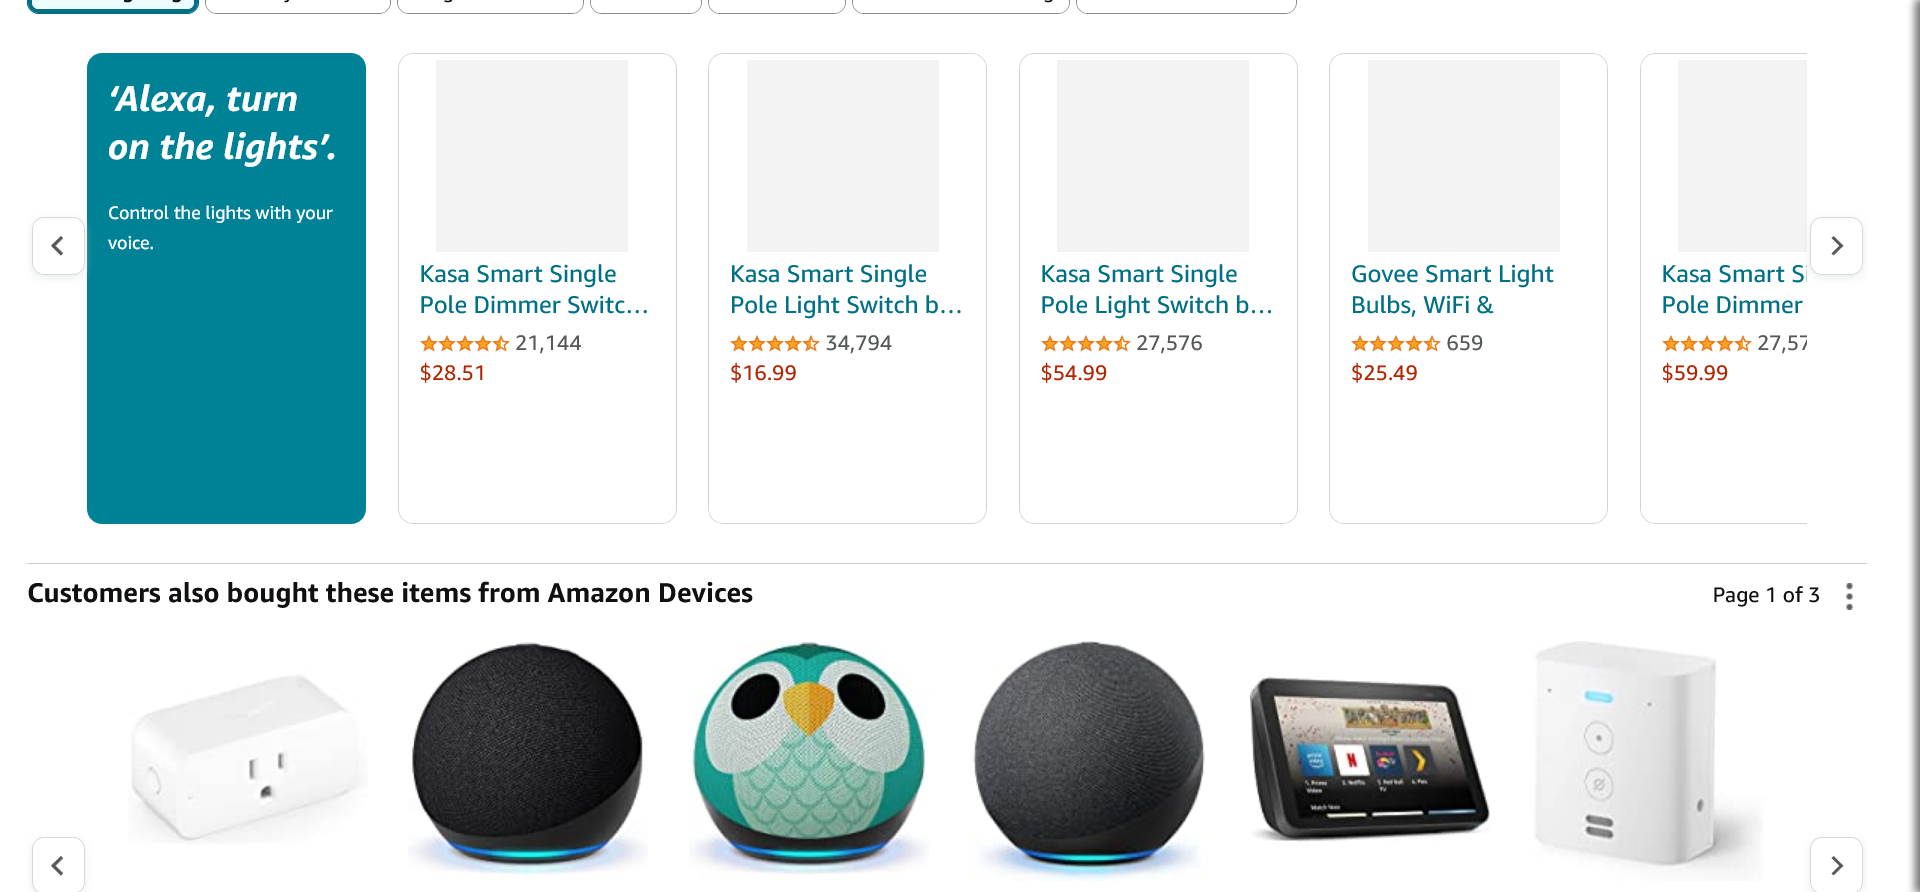 ‘Alexa, turn
on the lights’.
Control the lights with your
voice.
Kasa Smart Single
Pole Dimmer Switc...
21,144
$28.51
Kasa Smart Single
Pole Light Switch b...
34,794
$16.99
Kasa Smart Single
Pole Light Switch b...
27,576
$54.99
Govee Smart Light
Bulbs, WiFi &
659
$25.49
Kasa Smart Si
Pole Dimmer
27,57
$59.99
Customers also bought these items from Amazon Devices
Page 1 of 3